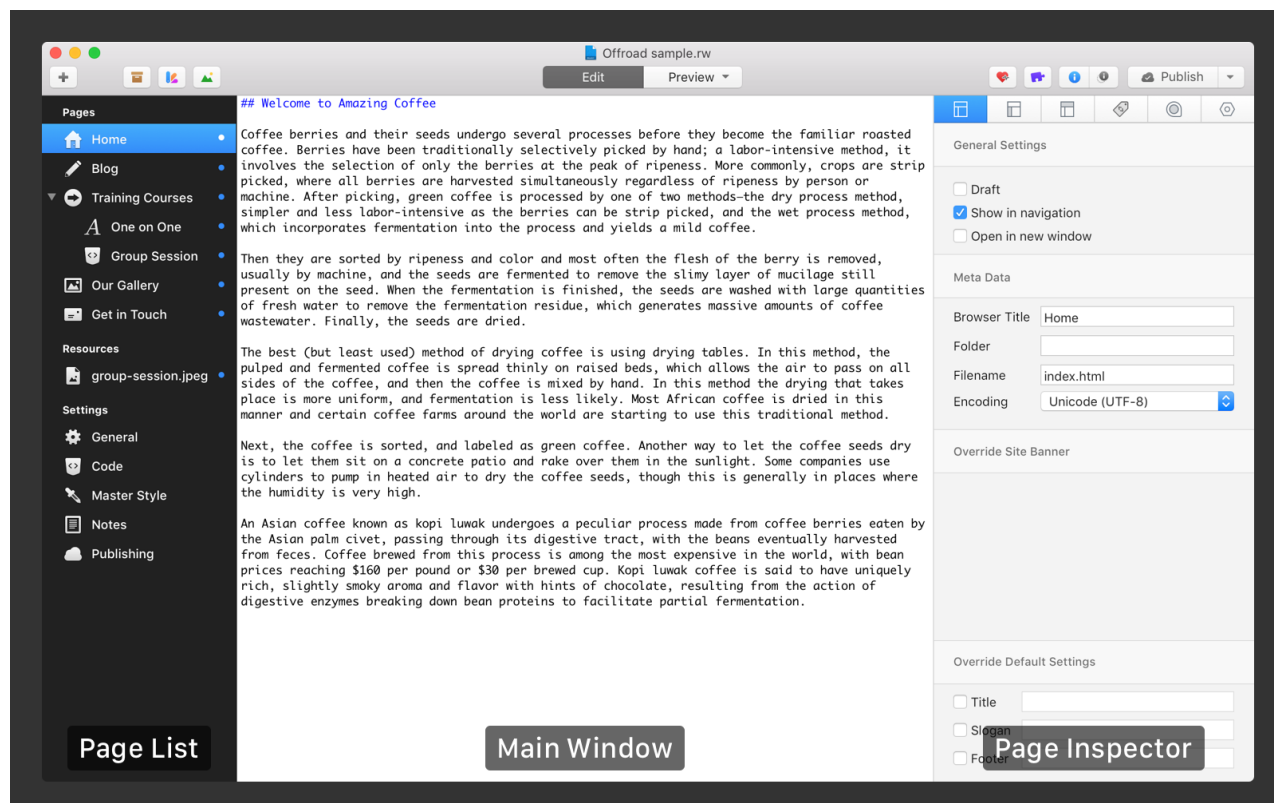 Offroad sample.rw
Edit
Preview
Publish
Pages
Home
Blog
Training Courses
One on One
Group Session
Our Gallery
Get in Touch
Resources
group-session.jpeg
Settings
General
Code
Master Style
Notes
Publishing
Page List
## Welcome to Amazing Coffee
Coffee berries and their seeds undergo several processes before they become the familiar roasted
coffee. Berries have been traditionally selectively picked by hand; a labor-intensive method, it
involves the selection of only the berries at the peak of ripeness. More commonly, crops are strip
picked, where all berries are harvested simultaneously regardless of ripeness by person or
machine. After picking, green coffee is processed by one of two methods—the dry process method,
simpler and less labor-intensive as the berries can be strip picked, and the wet process method,
which incorporates fermentation into the process and yields a mild coffee.
Then they are sorted by ripeness and color and most often the flesh of the berry is removed,
usually by machine, and the seeds are fermented to remove the slimy layer of mucilage still
present on the seed. When the fermentation is finished, the seeds are washed with large quantities
of fresh water to remove the fermentation residue, which generates massive amounts of coffee
wastewater. Finally, the seeds are dried.
The best (but least used) method of drying coffee is using drying tables. In this method, the
pulped and fermented coffee is spread thinly on raised beds, which allows the air to pass on all
sides of the coffee, and then the coffee is mixed by hand. In this method the drying that takes
place is more uniform, and fermentation is less likely. Most African coffee is dried in this
manner and certain coffee farms around the world are starting to use this traditional method.
Next, the coffee is sorted, and labeled as green coffee. Another way to let the coffee seeds dry
is to let them sit on a concrete patio and rake over them in the sunlight. Some companies use
cylinders to pump in heated air to dry the coffee seeds, though this is generally in places where
the humidity is very high.
An Asian coffee known as kopi luwak undergoes a peculiar process made from coffee berries eaten by
the Asian palm civet, passing through its digestive tract, with the beans eventually harvested
from feces. Coffee brewed from this process is among the most expensive in the world, with bean
prices reaching $160 per pound or $30 per brewed cup. Kopi luwak coffee is said to have uniquely
rich, slightly smoky aroma and flavor with hints of chocolate, resulting from the action of
digestive enzymes breaking down bean proteins to facilitate partial fermentation.
Main Window
General Settings
Draft
Show in navigation
Open in new window
Meta Data
Browser Title Home
Folder
Filename index.html
Encoding Unicode (UTF-8)
Override Site Banner
Override Default Settings
Title
Slogan
Footer
Page Inspector